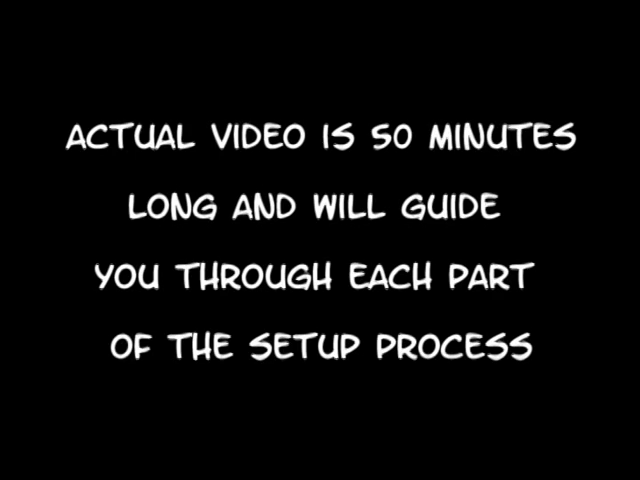 ACTUAL VIDEO IS 50 MINUTES
LONG AND WILL GUIDE
YOU THROUGH EACH PART
OF THE SETUP PROCESS